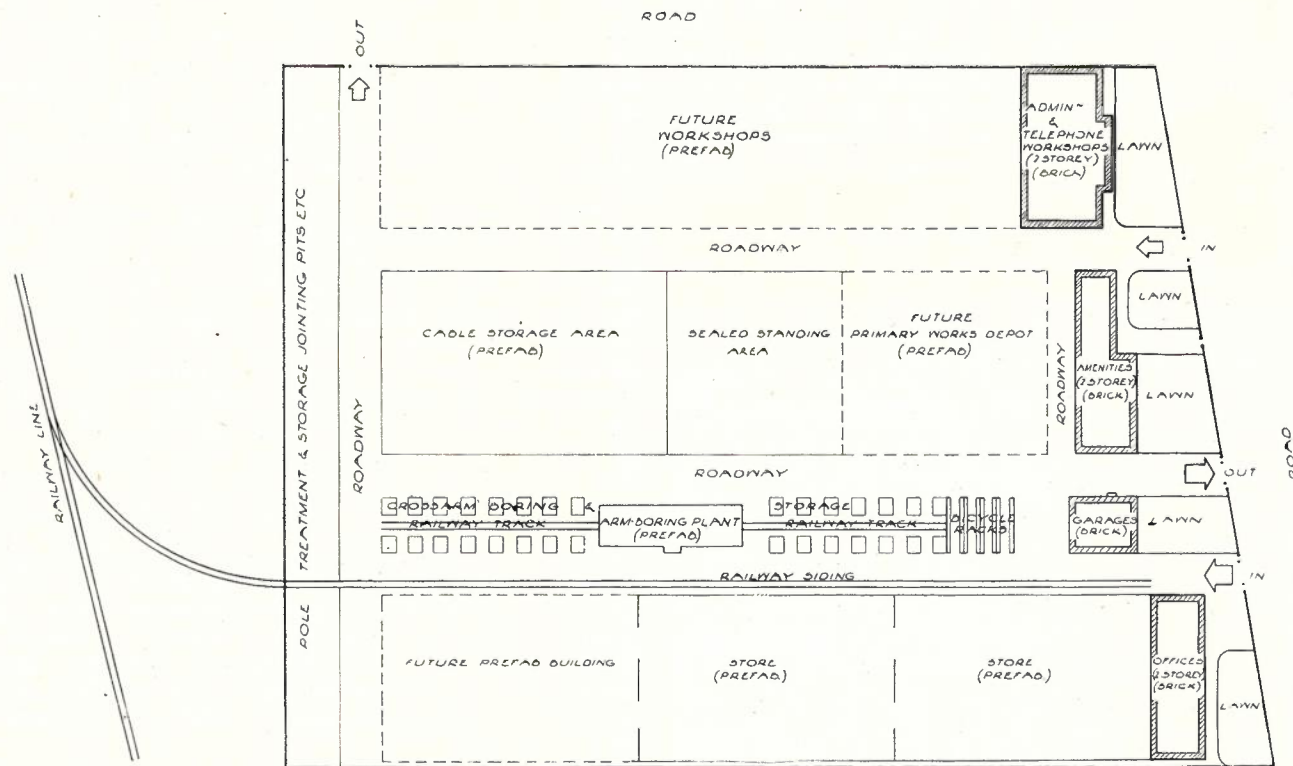 ROAD
OUT
FUTURE
WORKSHOPS
(PREFAB)
ADMIN~
&
TELEPHONE
WORKSHOPS
(2 STOREY)
(BRICK)
LAWN
ROADWAY
IN
POLE TREATMENT & STORAGE JOINTING PITS ETC
ROADWAY
RAILWAY LINE
CABLE STORAGE AREA
(PREFAB)
SEALED STANDING
AREA
FUTURE
PRIMARY WORKS DEPOT
(PREFAB)
ROADWAY
LAWN
AMENITIES
(2 STOREY)
(BRICK)
LAWN
ROADWAY
OUT
ROAD
CROSSARM BORING & STORAGE
RAILWAY TRACK
ARM-BORING PLANT
(PREFAB)
RAILWAY TRACK
BICYCLE
RACKS
GARAGES
(BRICK)
LAWN
RAILWAY SIDING
IN
FUTURE PREFAB BUILDING
STORE
(PREFAB)
STORE
(PREFAB)
OFFICES
(2 STOREY)
(BRICK)
LAWN